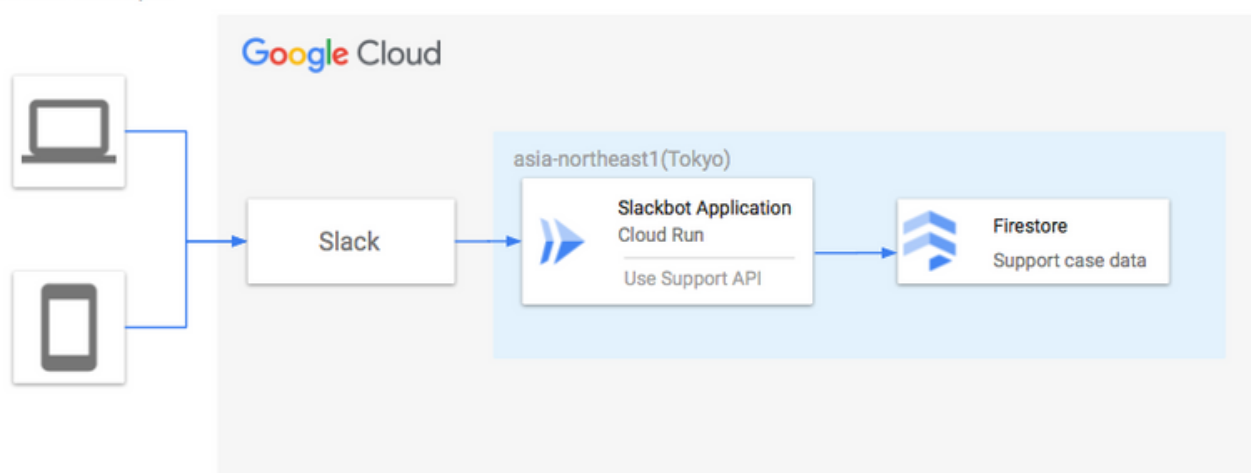 Google Cloud
asia-northeast1(Tokyo)
Slack
Slackbot Application
Cloud Run
Use Support API
Firestore
Support case data